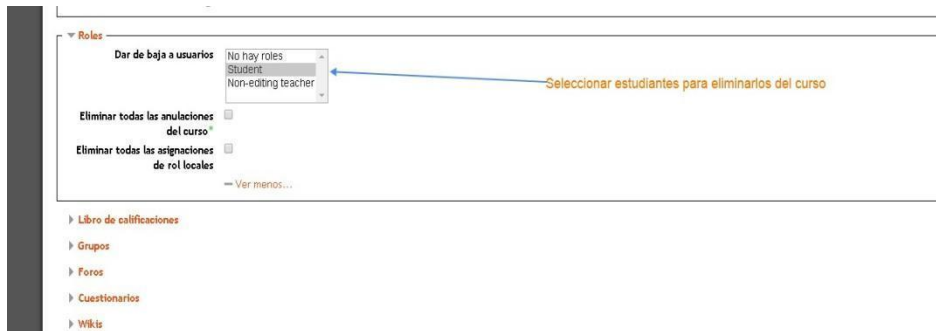 Roles
Dar de baja a usuarios
No hay roles
Student
Non-editing teacher
Seleccionar estudiantes para eliminarlos del curso
Eliminar todas las anulaciones
del curso*
Eliminar todas las asignaciones
de rol locales
Ver menos...
Libro de calificaciones
Grupos
Foros
Cuestionarios
Wikis